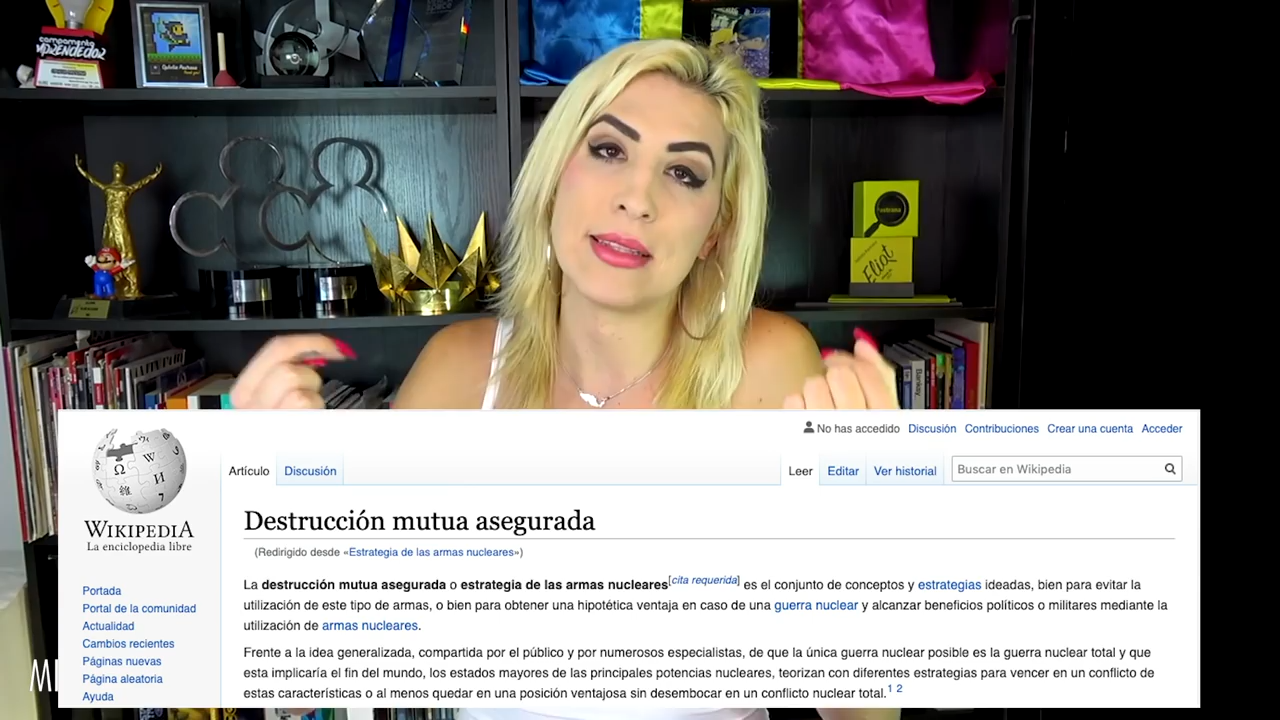 campamento
EMPRENDEDOR
Ophelia Pastrana
Pastrana
Eliot
Banksy
No has accedido Discusión Contribuciones Crear una cuenta Acceder
Artículo Discusión Leer Editar Ver historial Buscar en Wikipedia
WIKIPEDIA
La enciclopedia libre
Portada
Portal de la comunidad
Actualidad
Cambios recientes
Páginas nuevas
Página aleatoria
Ayuda
Destrucción mutua asegurada
(Redirigido desde «Estrategia de las armas nucleares»)
La destrucción mutua asegurada o estrategia de las armas nucleares[cita requerida] es el conjunto de conceptos y estrategias ideadas, bien para evitar la
utilización de este tipo de armas, o bien para obtener una hipotética ventaja en caso de una guerra nuclear y alcanzar beneficios políticos o militares mediante la
utilización de armas nucleares.
Frente a la idea generalizada, compartida por el público y por numerosos especialistas, de que la única guerra nuclear posible es la guerra nuclear total y que
esta implicaría el fin del mundo, los estados mayores de las principales potencias nucleares, teorizan con diferentes estrategias para vencer en un conflicto de
estas características o al menos quedar en una posición ventajosa sin desembocar en un conflicto nuclear total.1 2